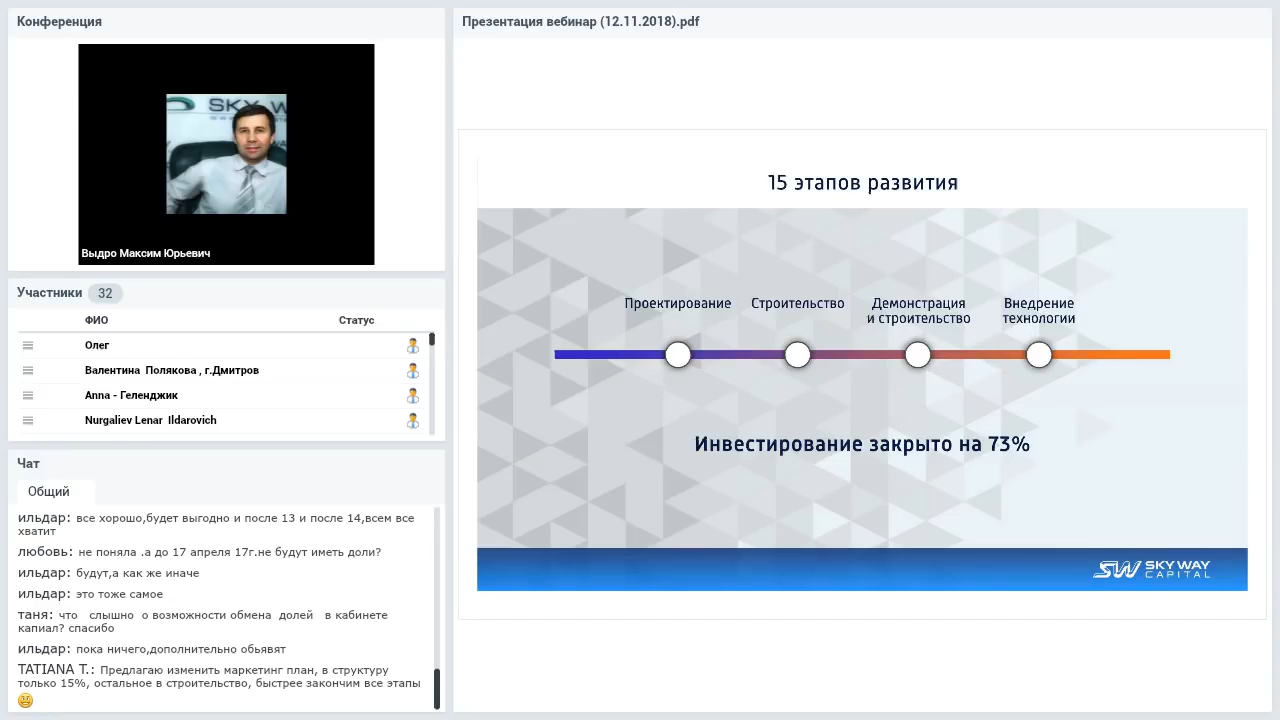 Конференция
SKY W
Выдро Максим Юрьевич
Участники 32
ФИО Статус
Олег
Валентина Полякова , г.Дмитров
Anna - Геленджик
Nurgaliev Lenar Ildarovich
Чат
Общий
ильдар: все хорошо,будет выгодно и после 13 и после 14,всем все
хватит
любовь: не поняла .а до 17 апреля 17г.не будут иметь доли?
ильдар: будут,а как же иначе
ильдар: это тоже самое
таня: что слышно о возможности обмена долей в кабинете
капиал? спасибо
ильдар: пока ничего,дополнительно обьявят
TATIANA T.: Предлагаю изменить маркетинг план, в структуру
только 15%, остальное в строительство, быстрее закончим все этапы
Презентация вебинар (12.11.2018).pdf
15 этапов развития
Проектирование Строительство Демонстрация Внедрение
и строительство технологии
Инвестирование закрыто на 73%
SW SKY WAY
CAPITAL